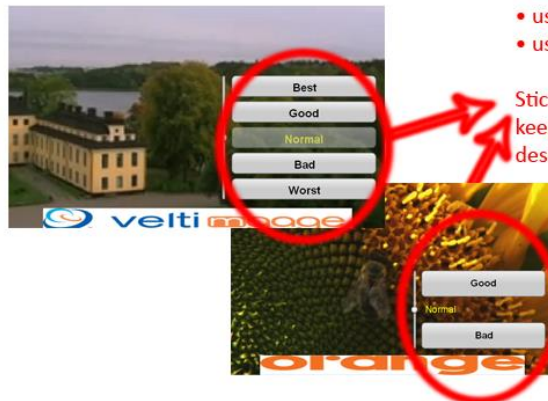 • us
• us
Stic
kee
des
Best
Good
Normal
Bad
Worst
velti
Good
Normal
Bad
orange